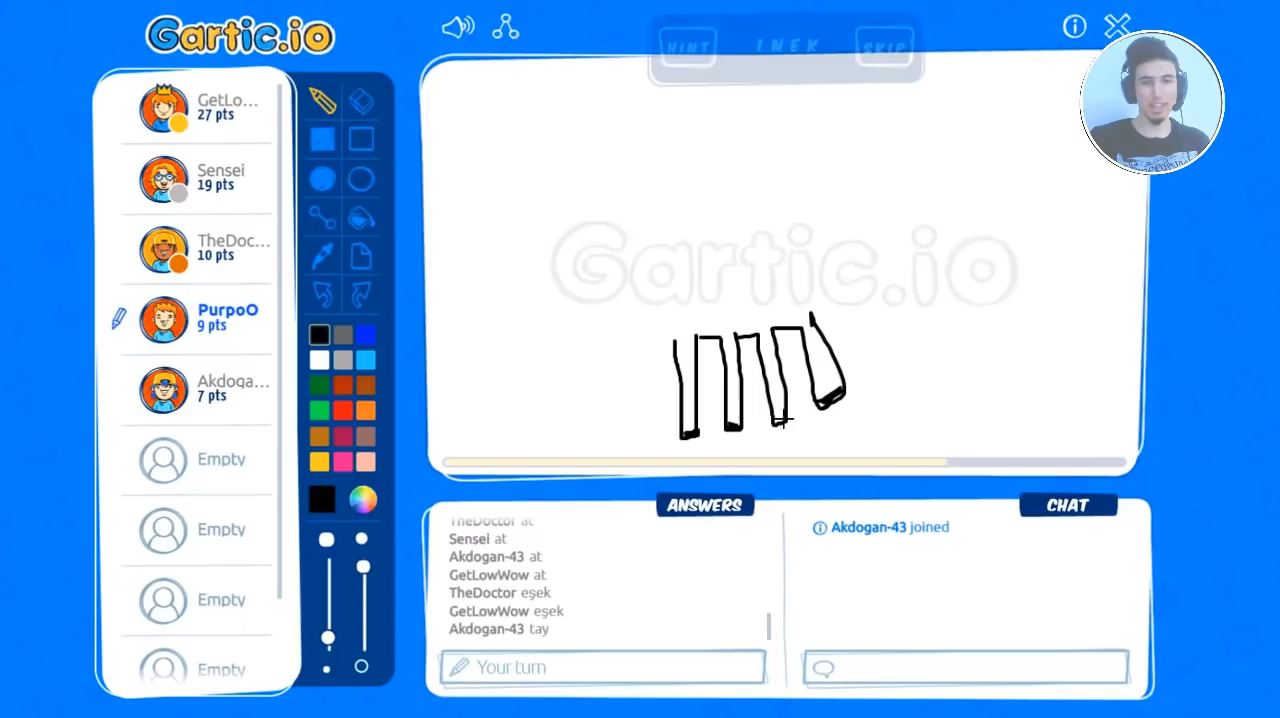 Gartic.io
HINT
INEK
SKIP
GetLo...
27 pts
Sensei
19 pts
TheDoc...
10 pts
PurpoO
9 pts
Akdoga...
7 pts
Empty
Empty
Empty
Empty
Gartic.io
ANSWERS
TheDoctor at
Sensei at
Akdogan-43 at
GetLowWow at
TheDoctor eşek
GetLowWow eşek
Akdogan-43 tay
Your turn
CHAT
Akdogan-43 joined